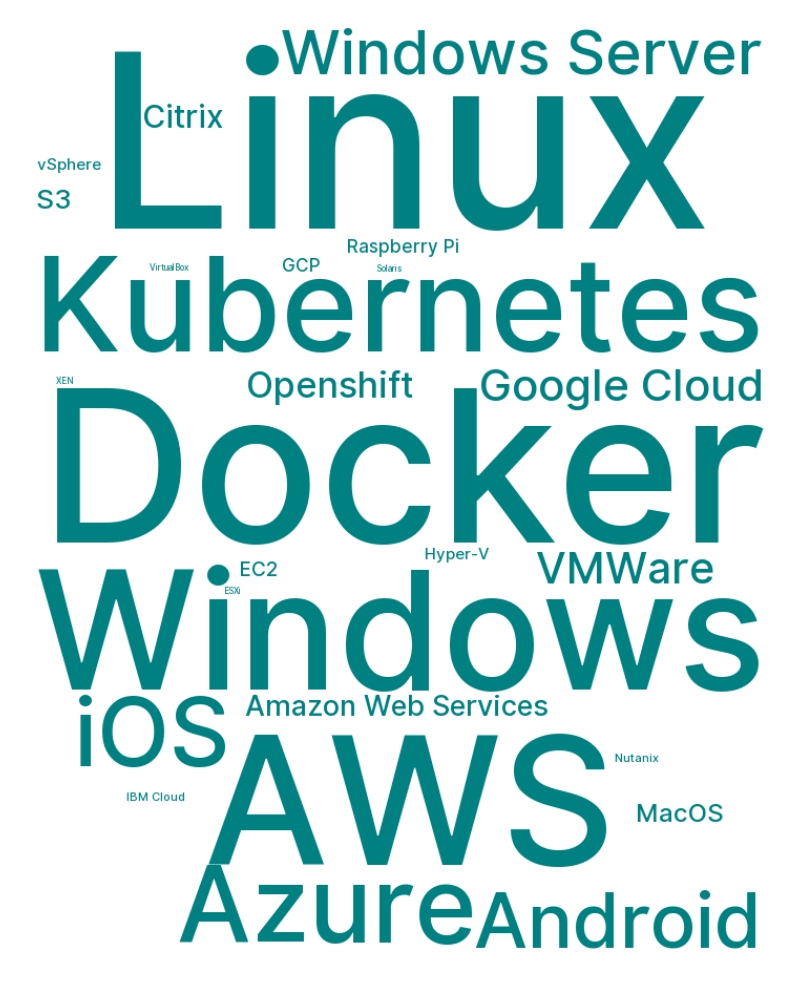 Windows Server
Linux
Citrix
vSphere
S3
Raspberry Pi
Kubernetes
VirtualBox
GCP
Solaris
XEN
Openshift
Google Cloud
Docker
Hyper-V
EC2
VMWare
Windows
ESXi
iOS
Amazon Web Services
AWS
Nutanix
IBM Cloud
MacOS
Azure
Android